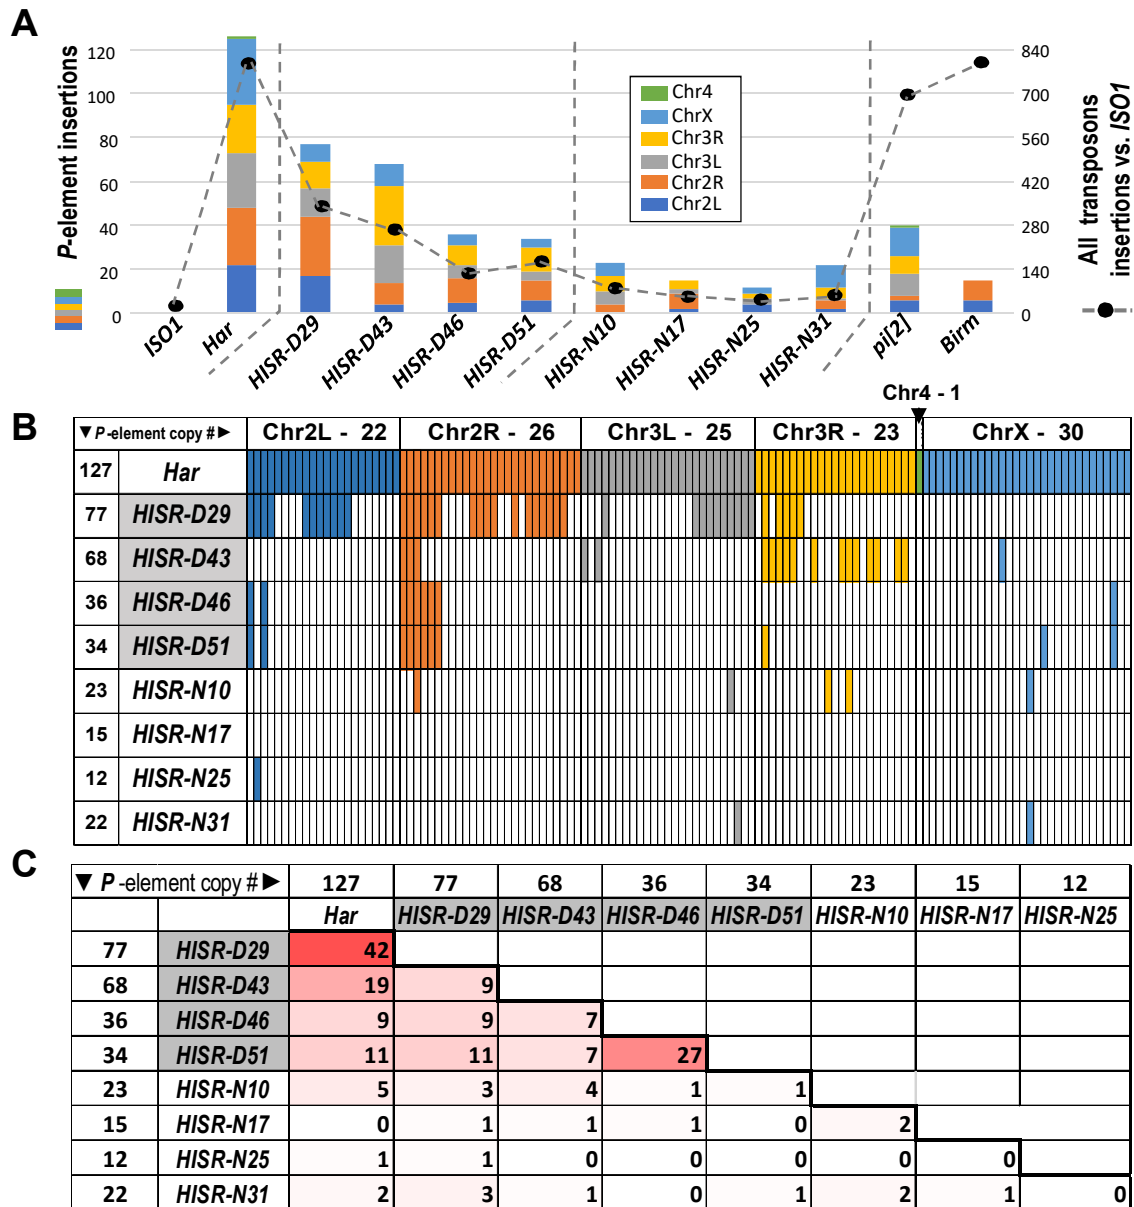 A
P-element insertions
120
100
80
60
40
20
0
840
700
560
420
280
140
0
All transposons
insertions vs. ISO1
Chr4
ChrX
Chr3R
Chr3L
Chr2R
Chr2L
ISO1
Har
HISR-D29
HISR-D43
HISR-D46
HISR-D51
HISR-N10
HISR-N17
HISR-N25
HISR-N31
pi[2]
Birm
Chr4 - 1
B
▼ P-element copy # ► Chr2L - 22 Chr2R - 26 Chr3L - 25 Chr3R - 23 ChrX - 30
127 Har
77 HISR-D29
68 HISR-D43
36 HISR-D46
34 HISR-D51
23 HISR-N10
15 HISR-N17
12 HISR-N25
22 HISR-N31
C
▼ P -element copy # ► 127 77 68 36 34 23 15 12
Har HISR-D29 HISR-D43 HISR-D46 HISR-D51 HISR-N10 HISR-N17 HISR-N25
77 HISR-D29 42
68 HISR-D43 19 9
36 HISR-D46 9 9 7
34 HISR-D51 11 11 7 27
23 HISR-N10 5 3 4 1 1
15 HISR-N17 0 1 1 1 0 2
12 HISR-N25 1 1 0 0 0 0 0
22 HISR-N31 2 3 1 0 1 2 1 0